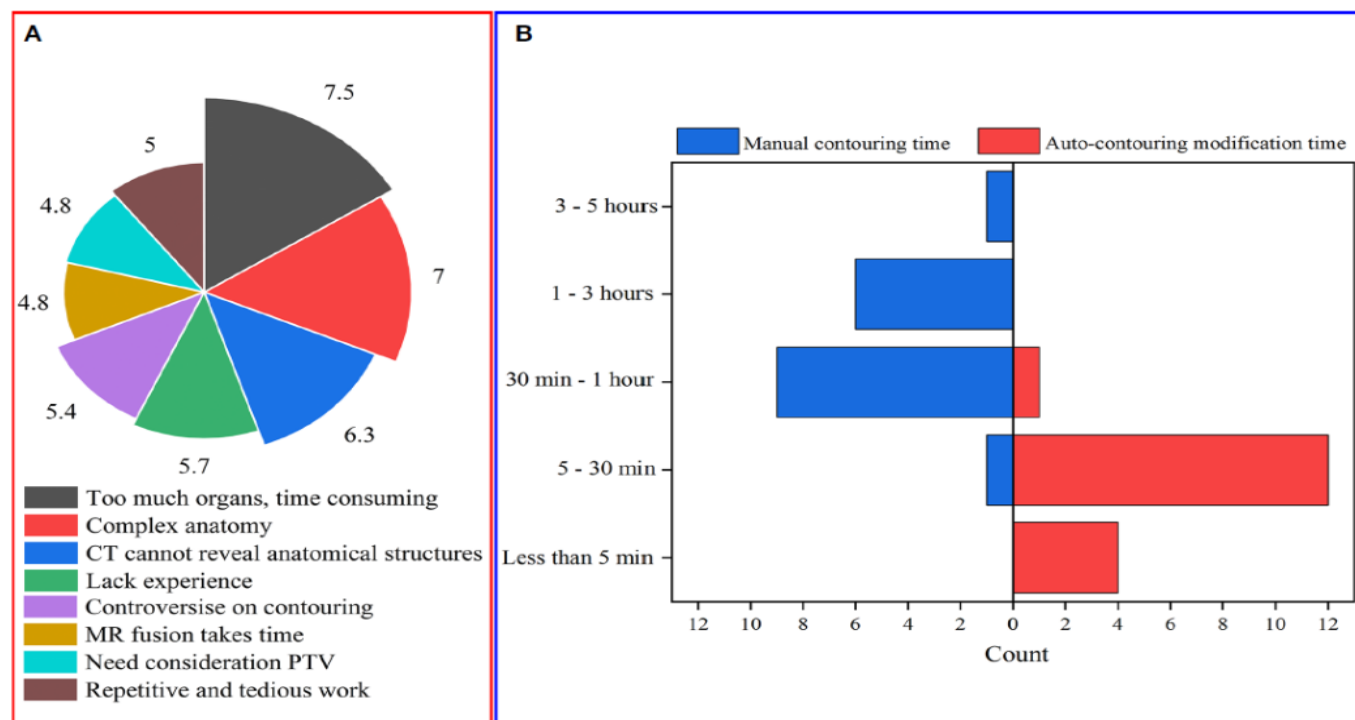 A
7.5
7
6.3
5.7
5.4
4.8
4.8
5
Too much organs, time consuming
Complex anatomy
CT cannot reveal anatomical structures
Lack experience
Controversise on contouring
MR fusion takes time
Need consideration PTV
Repetitive and tedious work
B
Manual contouring time Auto-contouring modification time
3 - 5 hours
1 - 3 hours
30 min - 1 hour
5 - 30 min
Less than 5 min
12 10 8 6 4 2 0 2 4 6 8 10 12
Count